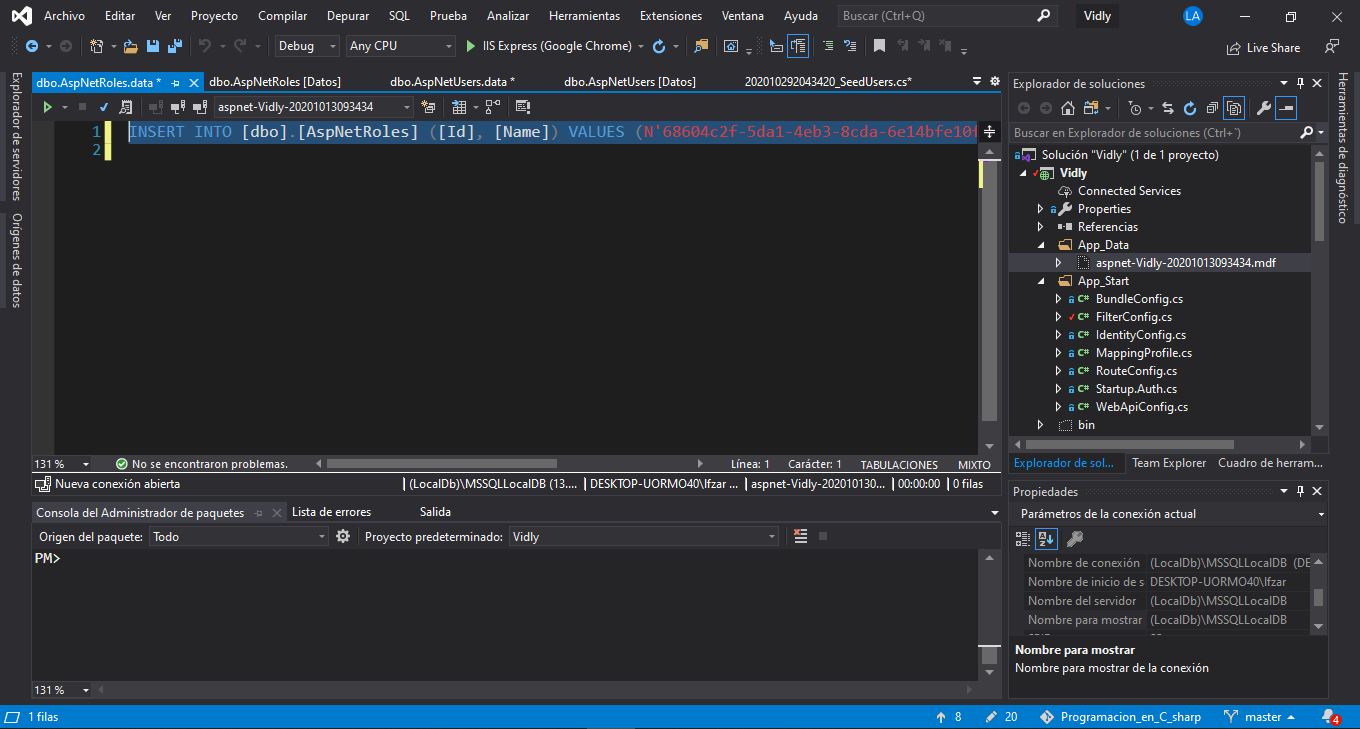 Archivo Editar Ver Proyecto Compilar Depurar SQL Prueba Analizar Herramientas Extensiones Ventana Ayuda Buscar (Ctrl+Q) Vidly LA
Debug Any CPU IIS Express (Google Chrome) Live Share
Explorador de servidores
Orígenes de datos
dbo.AspNetRoles.data * dbo.AspNetRoles [Datos] dbo.AspNetUsers.data * dbo.AspNetUsers [Datos] 202010292043420_SeedUsers.cs*
aspnet-Vidly-20201013093434
1 INSERT INTO [dbo].[AspNetRoles] ([Id], [Name]) VALUES (N'68604c2f-5da1-4eb3-8cda-6e14bfe10f
2
131 % No se encontraron problemas. Línea: 1 Carácter: 1 TABULACIONES MIXTO
Nueva conexión abierta (LocalDb)\MSSQLLocalDB (13.... DESKTOP-UORMO40\lfzar ... aspnet-Vidly-202010130... 00:00:00 0 filas
Consola del Administrador de paquetes Lista de errores Salida
Origen del paquete: Todo Proyecto predeterminado: Vidly
PM>
131 %
Explorador de soluciones
Buscar en Explorador de soluciones (Ctrl+`)
Solución "Vidly" (1 de 1 proyecto)
Vidly
Connected Services
Properties
Referencias
App_Data
aspnet-Vidly-20201013093434.mdf
App_Start
BundleConfig.cs
FilterConfig.cs
IdentityConfig.cs
MappingProfile.cs
RouteConfig.cs
Startup.Auth.cs
WebApiConfig.cs
bin
Explorador de sol... Team Explorer Cuadro de herram...
Propiedades
Parámetros de la conexión actual
Nombre de conexión (LocalDb)\MSSQLLocalDB (DE
Nombre de inicio de s DESKTOP-UORMO40\lfzar
Nombre del servidor (LocalDb)\MSSQLLocalDB
Nombre para mostrar (LocalDb)\MSSQLLocalDB
Nombre para mostrar
Nombre para mostrar de la conexión
Herramientas de diagnóstico
1 filas 8 20 Programacion_en_C_sharp master 4